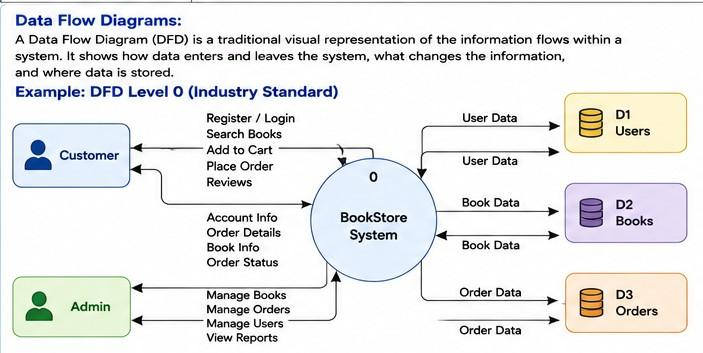 Data Flow Diagrams:
A Data Flow Diagram (DFD) is a traditional visual representation of the information flows within a
system. It shows how data enters and leaves the system, what changes the information,
and where data is stored.
Example: DFD Level 0 (Industry Standard)
Customer
Register / Login
Search Books
Add to Cart
Place Order
Reviews
Account Info
Order Details
Book Info
Order Status
Admin
Manage Books
Manage Orders
Manage Users
View Reports
0
BookStore
System
User Data
User Data
Book Data
Book Data
Order Data
Order Data
D1
Users
D2
Books
D3
Orders